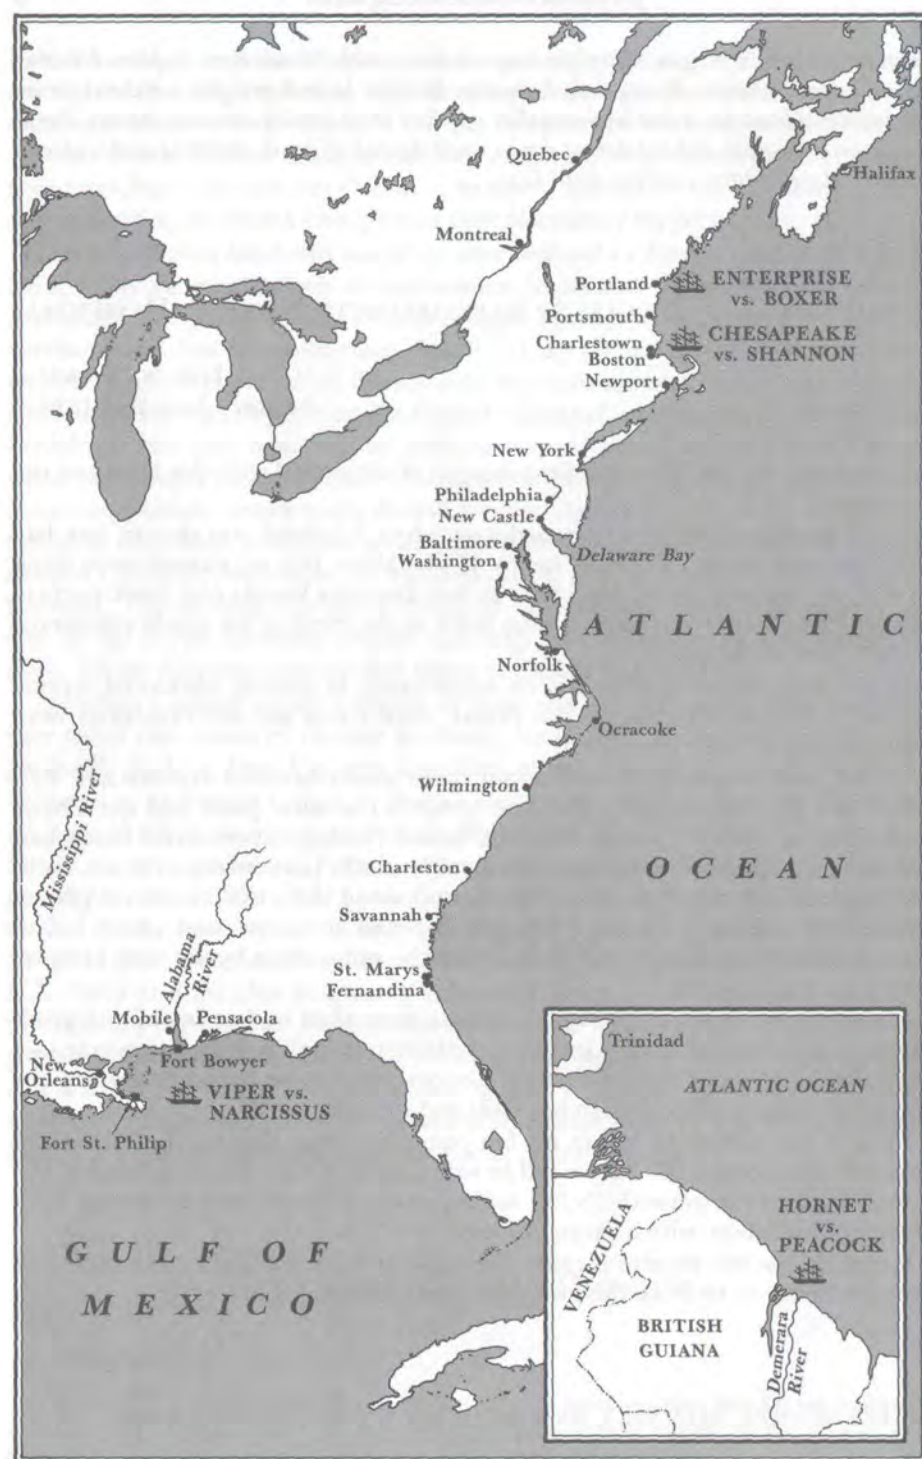 Quebec
Halifax
Montreal
Portland
ENTERPRISE
vs. BOXER
Portsmouth
CHESAPEAKE
vs. SHANNON
Charlestown
Boston
Newport
New York
Philadelphia
New Castle
Baltimore
Washington
Delaware Bay
ATLANTIC
Norfolk
Ocracoke
Mississippi River
Wilmington
OCEAN
Charleston
Savannah
Alabama
River
St. Marys
Fernandina
Mobile
Pensacola
New
Orleans
Fort Bowyer
VIPER vs.
NARCISSUS
Fort St. Philip
GULF OF
MEXICO
Trinidad
ATLANTIC OCEAN
HORNET
vs.
PEACOCK
VENEZUELA
BRITISH
GUIANA
Demerara
River